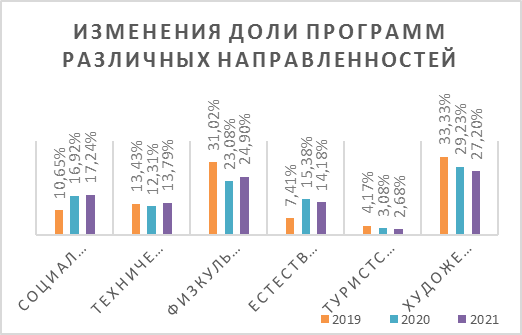 ИЗМЕНЕНИЯ ДОЛИ ПРОГРАММ
РАЗЛИЧНЫХ НАПРАВЛЕННОСТЕЙ
10,65%
16,92%
17,24%
13,43%
12,31%
13,79%
31,02%
23,08%
24,90%
7,41%
15,38%
14,18%
4,17%
3,08%
2,68%
33,33%
29,23%
27,20%
СОЦИАЛ...
ТЕХНИЧЕ...
ФИЗКУЛЬ...
ЕСТЕСТВ...
ТУРИСТС...
ХУДОЖЕ...
2019 2020 2021